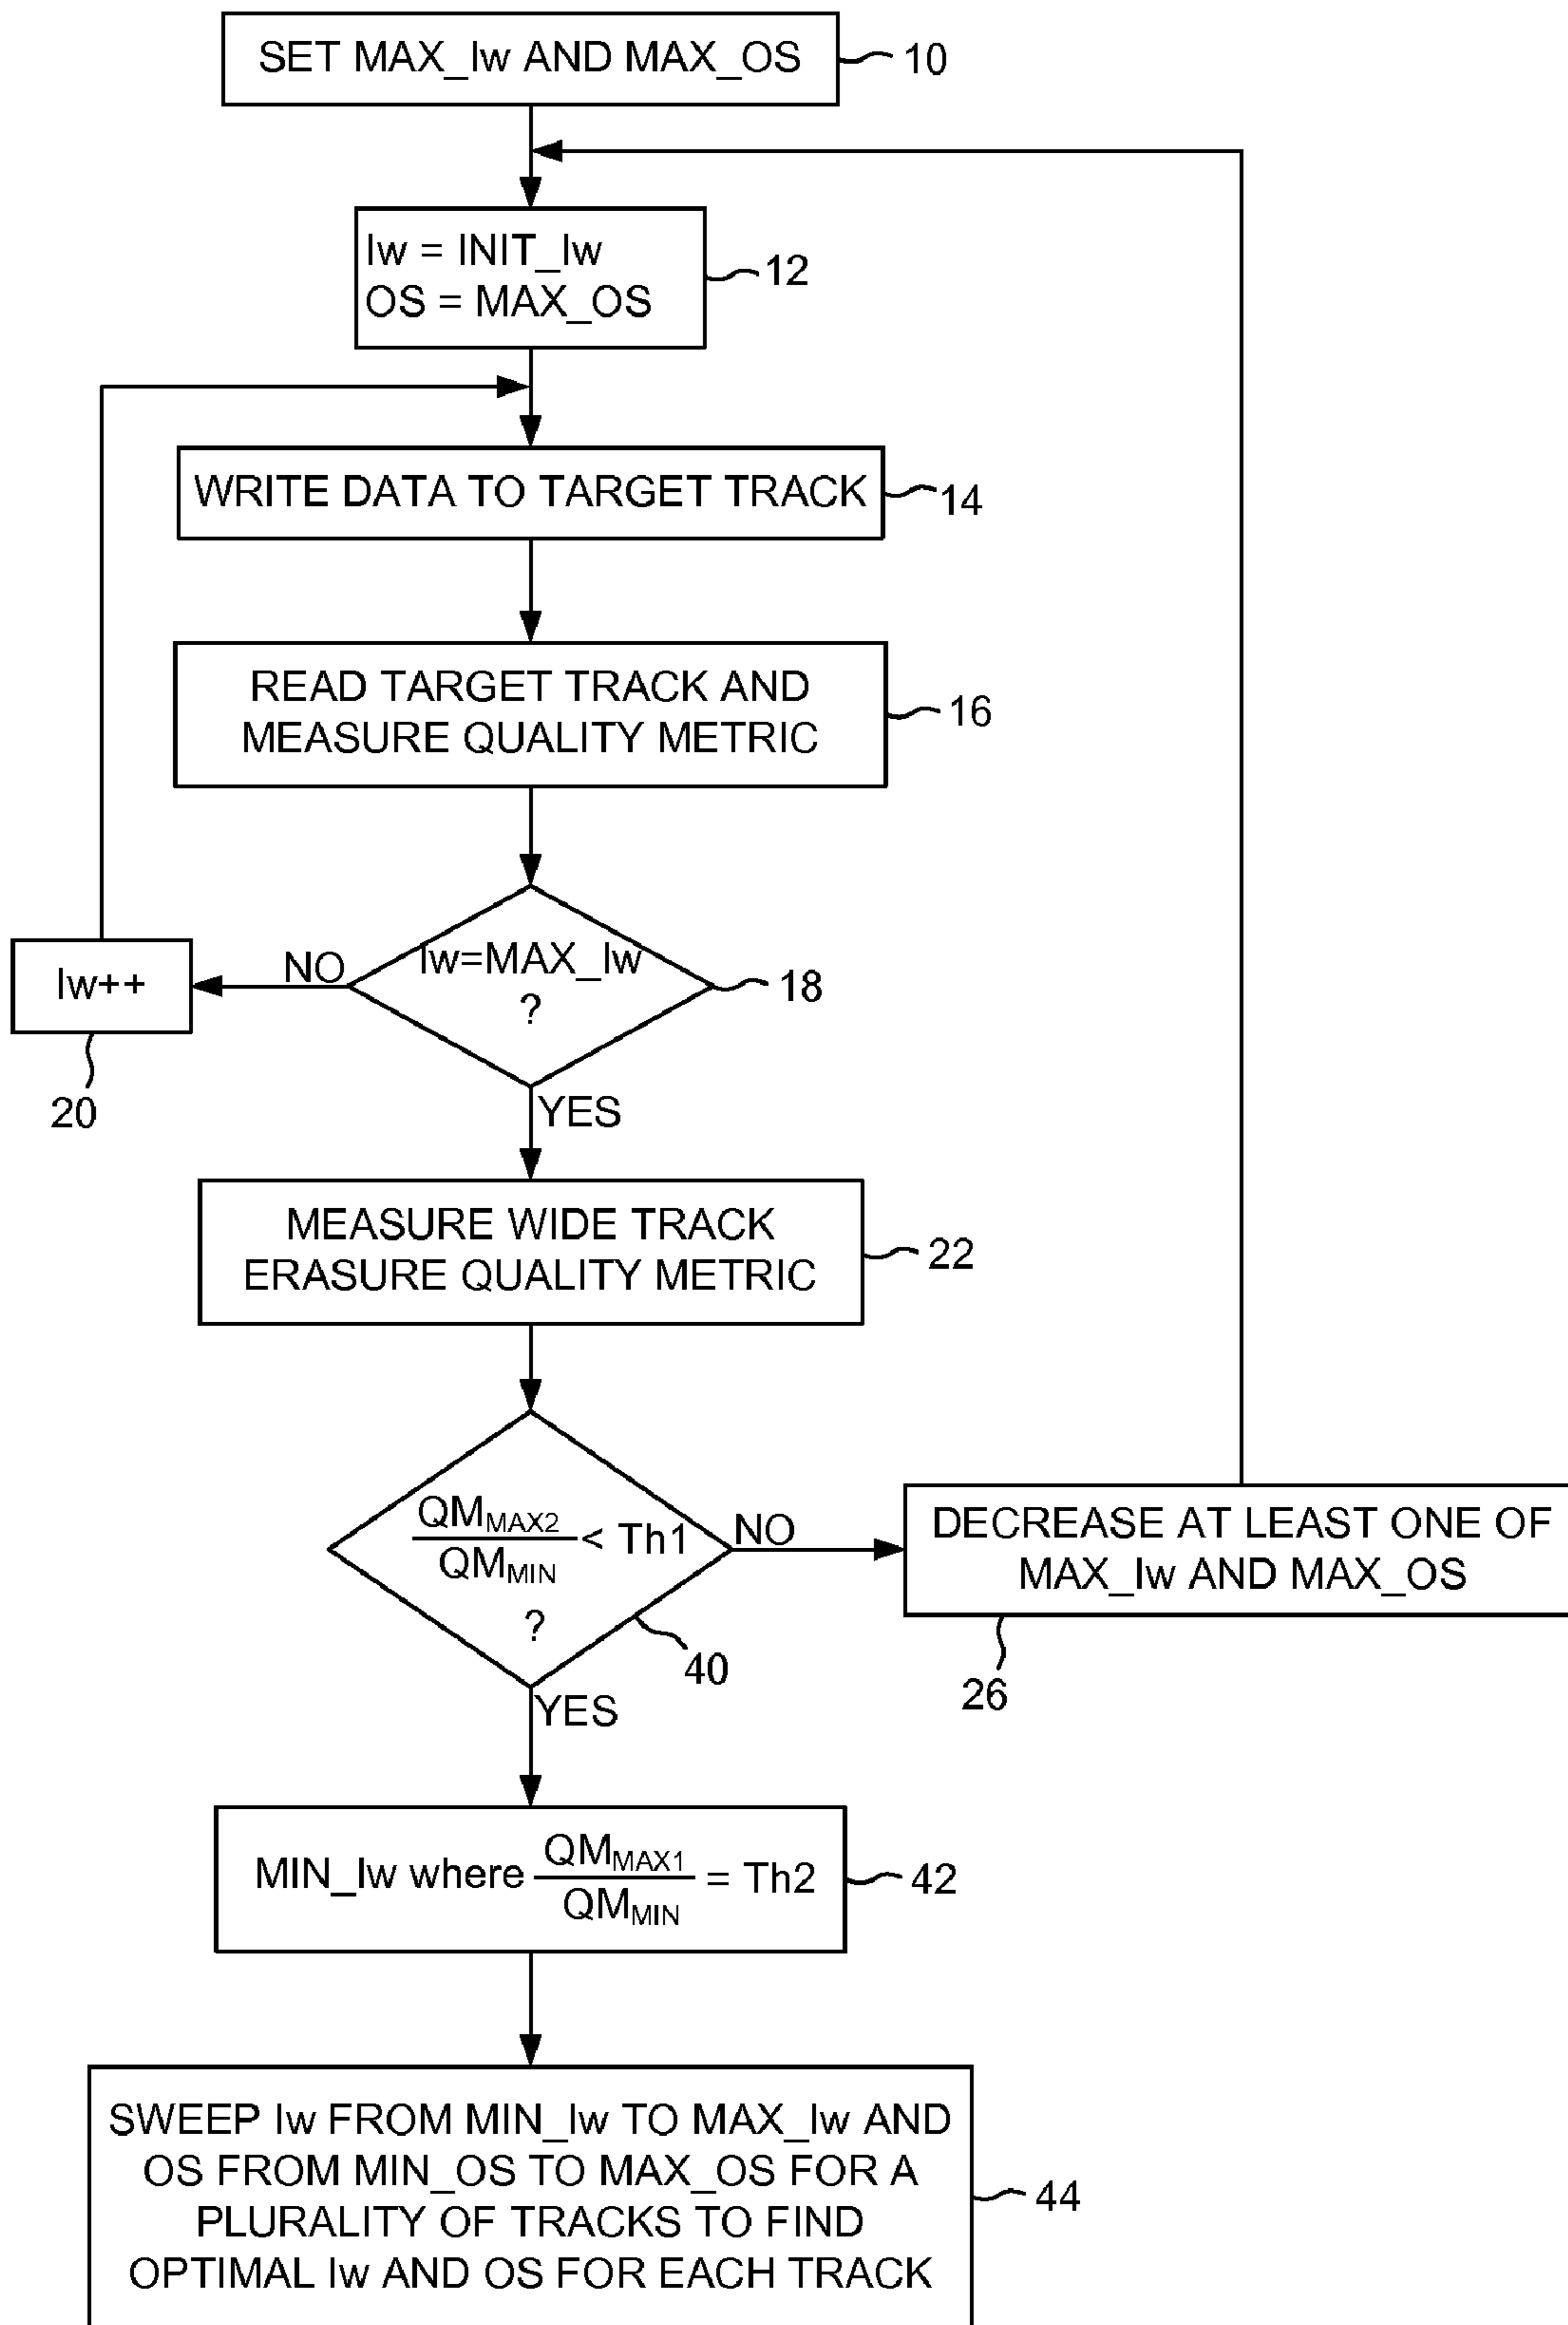 SET MAX_Iw AND MAX_OS
10
Iw = INIT_Iw
OS = MAX_OS
12
WRITE DATA TO TARGET TRACK
14
READ TARGET TRACK AND
MEASURE QUALITY METRIC
16
Iw=MAX_Iw
?
18
NO
Iw++
20
YES
MEASURE WIDE TRACK
ERASURE QUALITY METRIC
22
QM_MAX2 / QM_MIN < Th1
?
40
NO
DECREASE AT LEAST ONE OF
MAX_Iw AND MAX_OS
26
YES
MIN_Iw where QM_MAX1 / QM_MIN = Th2
42
SWEEP Iw FROM MIN_Iw TO MAX_Iw AND
OS FROM MIN_OS TO MAX_OS FOR A
PLURALITY OF TRACKS TO FIND
OPTIMAL Iw AND OS FOR EACH TRACK
44